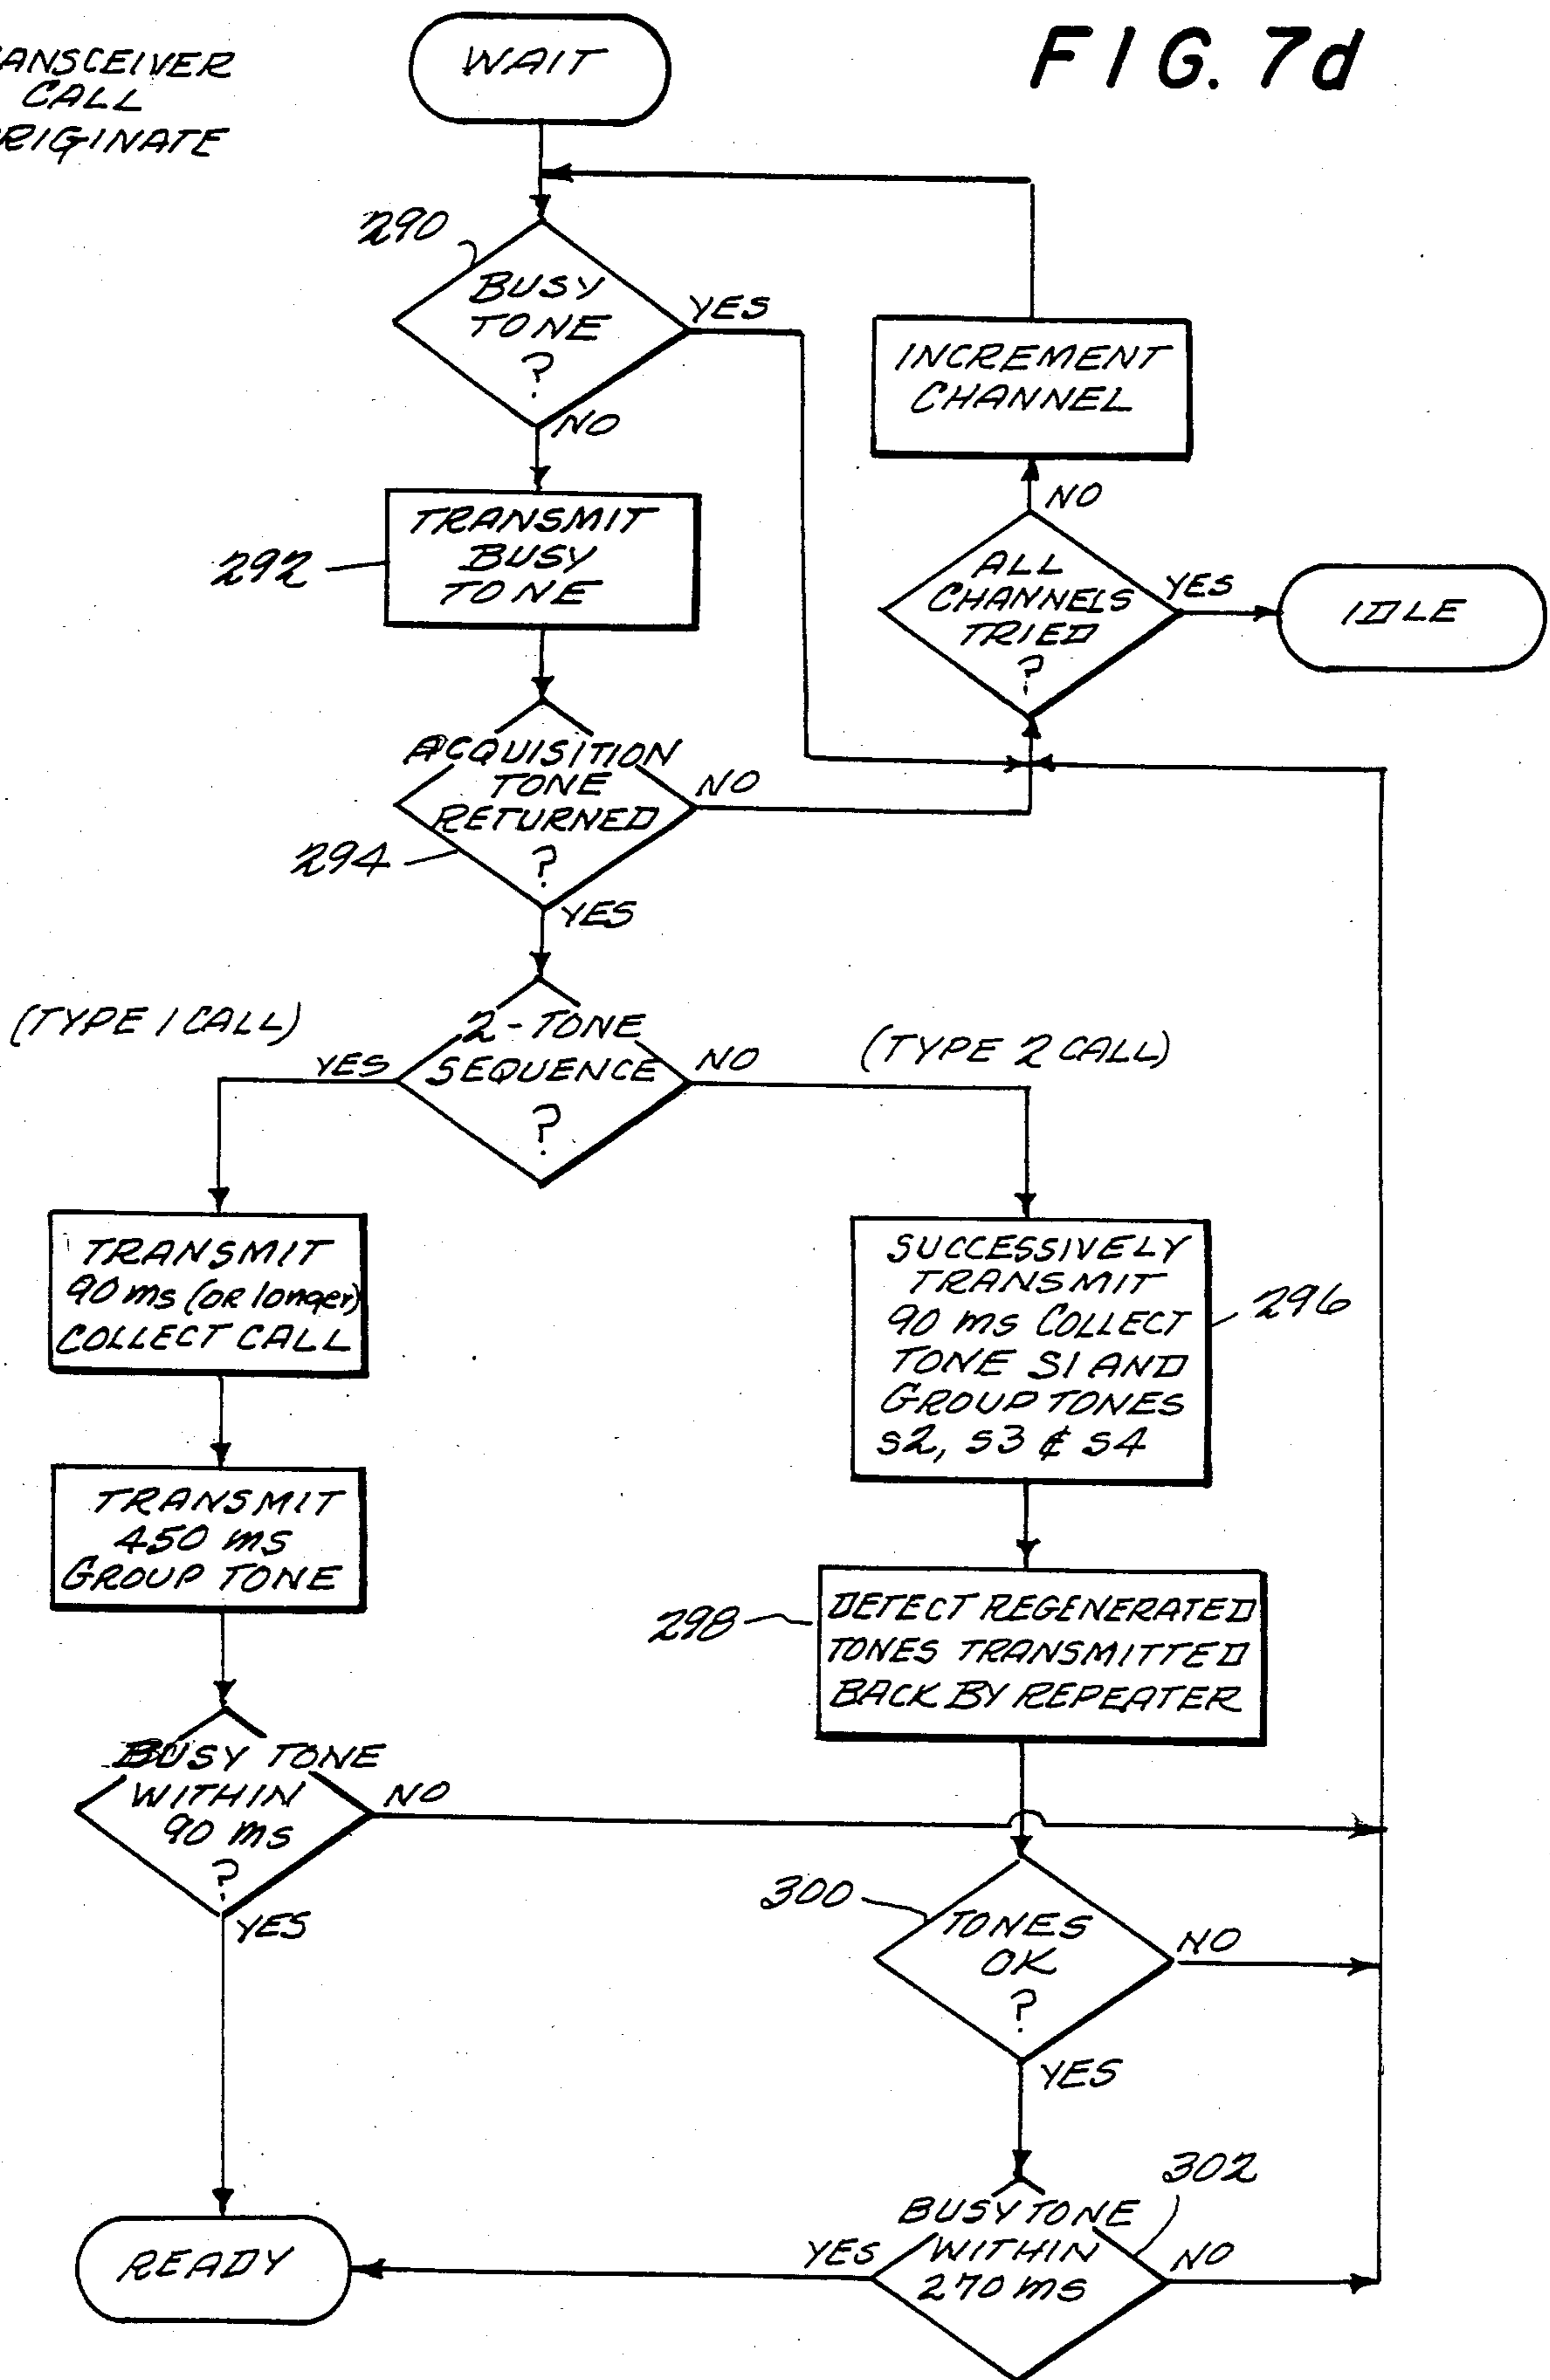 FIG. 7d
ANSCEIVER
CALL
RIGINATE
WAIT
290
BUSY
TONE
?
YES
NO
INCREMENT
CHANNEL
NO
292
TRANSMIT
BUSY
TONE
ALL
CHANNELS
TRIED
?
YES
IDLE
ACQUISITION
TONE
RETURNED
?
NO
294
YES
(TYPE 1 CALL)
2-TONE
SEQUENCE
?
YES
NO
(TYPE 2 CALL)
TRANSMIT
90 ms (OR longer)
COLLECT CALL
SUCCESSIVELY
TRANSMIT
90 ms COLLECT
TONE S1 AND
GROUP TONES
s2, s3 & s4
296
TRANSMIT
450 ms
GROUP TONE
298
DETECT REGENERATED
TONES TRANSMITTED
BACK BY REPEATER
BUSY TONE
WITHIN
90 ms
?
NO
YES
300
TONES
OK
?
NO
YES
302
BUSY TONE
WITHIN
270 ms
YES
NO
READY